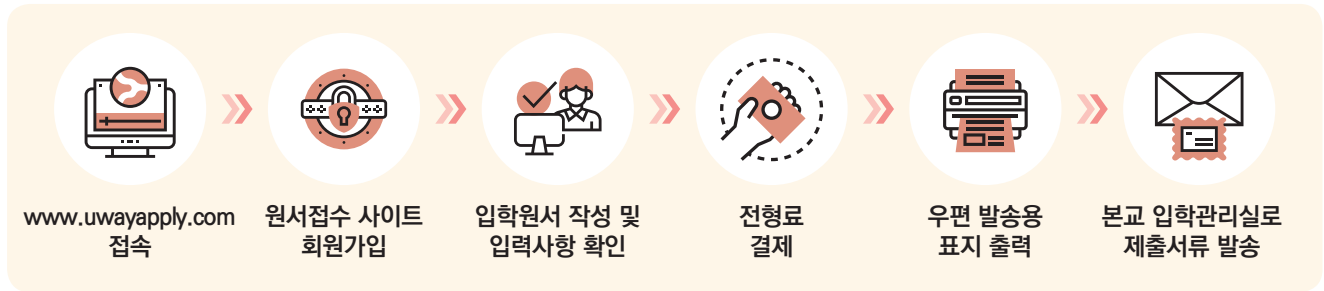 www.uwayapply.com
접속
원서접수 사이트
회원가입
입학원서 작성 및
입력사항 확인
전형료
결제
우편 발송용
표지 출력
본교 입학관리실로
제출서류 발송